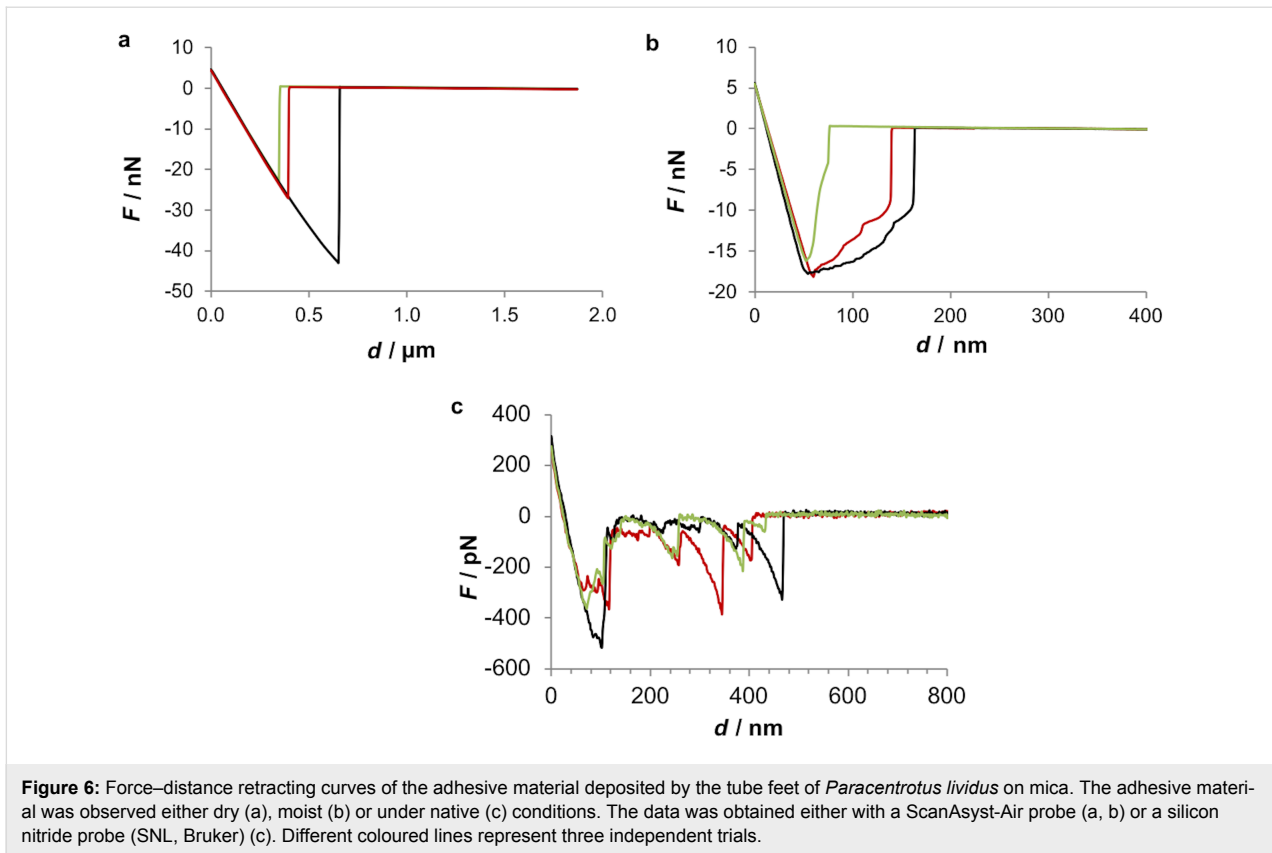 a
10
0
-10
-20
-30
-40
-50
F / nN
0.0 0.5 1.0 1.5 2.0
d / µm
b
10
5
0
-5
-10
-15
-20
F / nN
0 100 200 300 400
d / nm
c
400
200
0
-200
-400
-600
F / pN
0 200 400 600 800
d / nm
Figure 6: Force–distance retracting curves of the adhesive material deposited by the tube feet of Paracentrotus lividus on mica. The adhesive materi-
al was observed either dry (a), moist (b) or under native (c) conditions. The data was obtained either with a ScanAsyst-Air probe (a, b) or a silicon
nitride probe (SNL, Bruker) (c). Different coloured lines represent three independent trials.